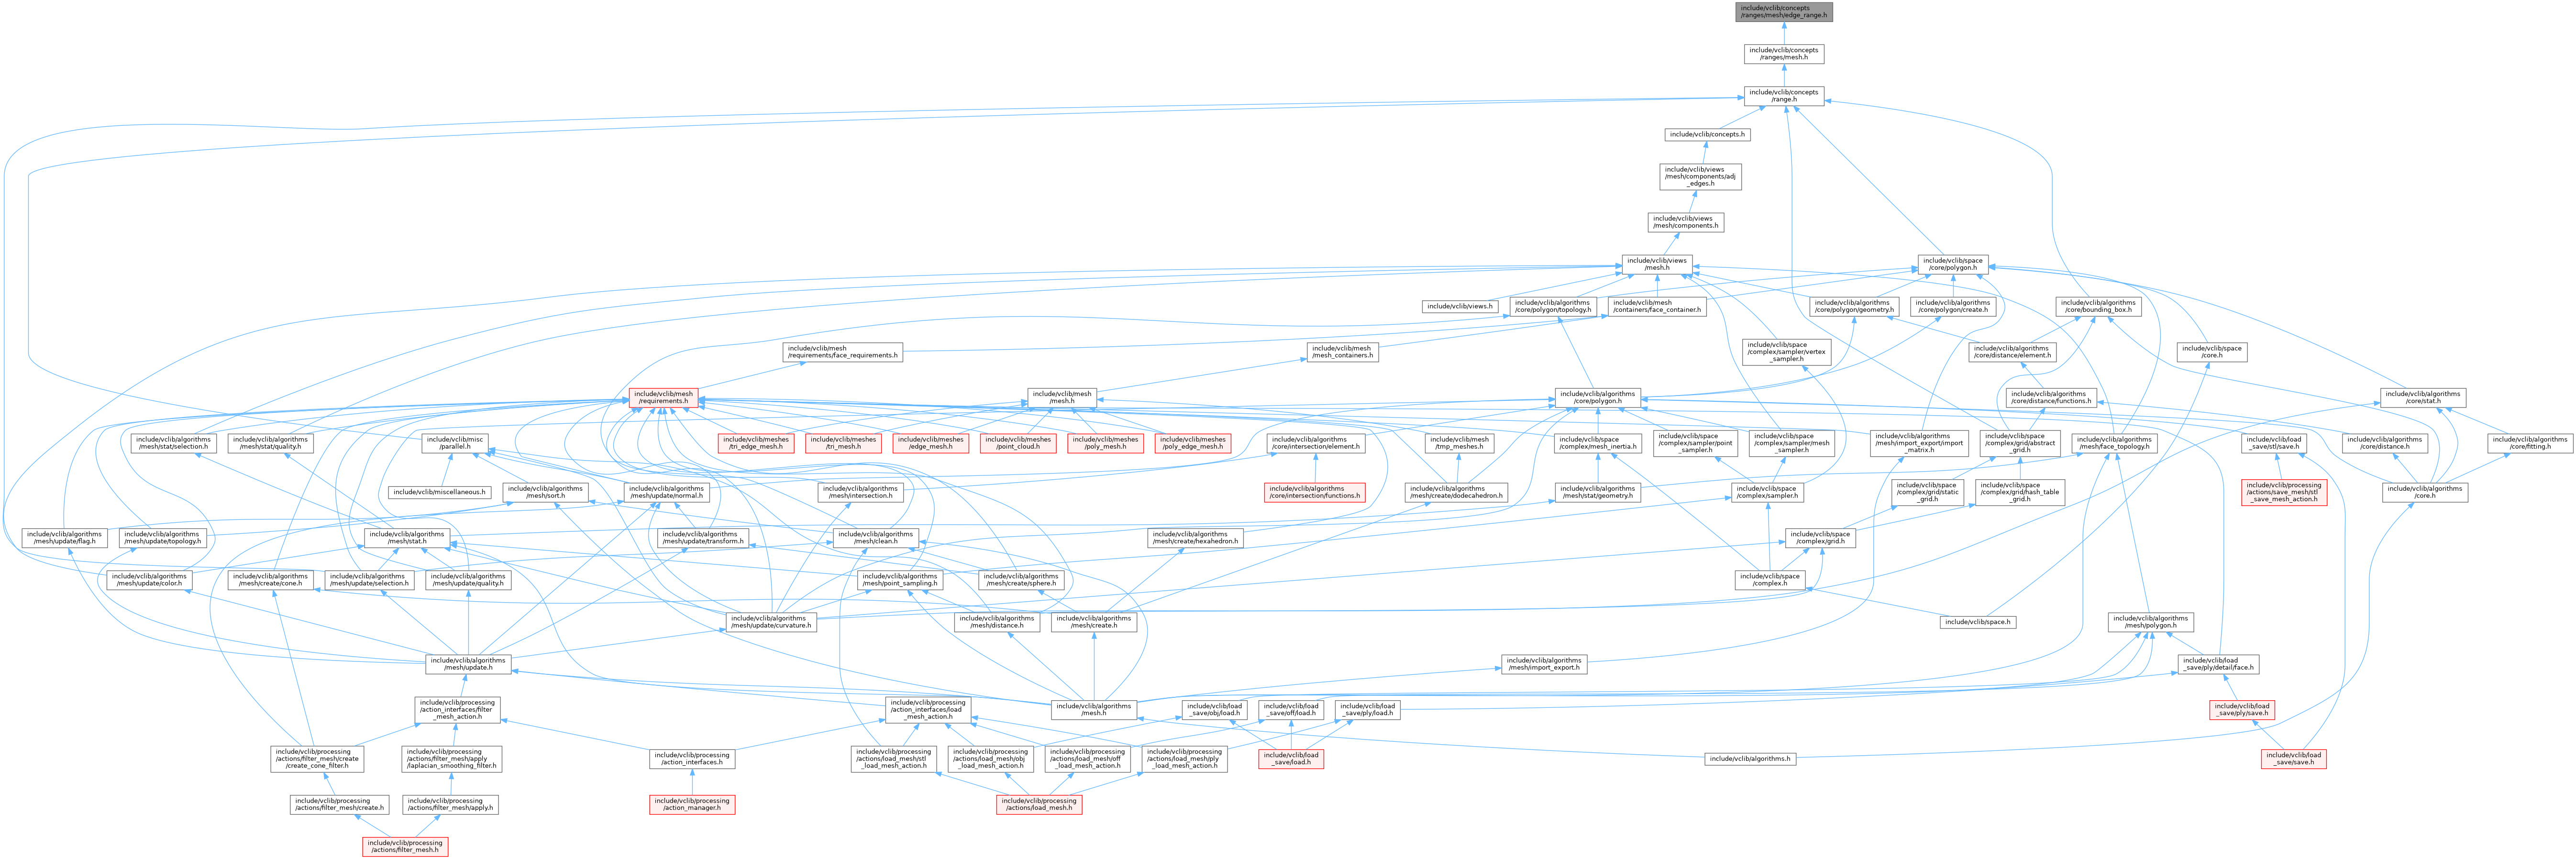 include/vclib/concepts
/ranges/mesh/edge_range.h
include/vclib/concepts
/ranges/mesh.h
include/vclib/concepts
/range.h
include/vclib/concepts.h
include/vclib/views
/mesh/components/adj
_edges.h
include/vclib/views
/mesh/components.h
include/vclib/views
/mesh.h
include/vclib/space
/core/polygon.h
include/vclib/views.h
include/vclib/algorithms
/core/polygon/topology.h
include/vclib/mesh
/containers/face_container.h
include/vclib/algorithms
/core/polygon/geometry.h
include/vclib/algorithms
/core/polygon/create.h
include/vclib/algorithms
/core/bounding_box.h
include/vclib/mesh
/requirements/face_requirements.h
include/vclib/mesh
/mesh_containers.h
include/vclib/space
/complex/sampler/vertex
_sampler.h
include/vclib/algorithms
/core/distance/element.h
include/vclib/space
/core.h
include/vclib/mesh
/requirements.h
include/vclib/mesh
/mesh.h
include/vclib/algorithms
/core/polygon.h
include/vclib/algorithms
/core/distance/functions.h
include/vclib/algorithms
/core/stat.h
include/vclib/algorithms
/mesh/stat/selection.h
include/vclib/algorithms
/mesh/stat/quality.h
include/vclib/misc
/parallel.h
include/vclib/meshes
/tri_edge_mesh.h
include/vclib/meshes
/tri_mesh.h
include/vclib/meshes
/edge_mesh.h
include/vclib/meshes
/point_cloud.h
include/vclib/meshes
/poly_mesh.h
include/vclib/meshes
/poly_edge_mesh.h
include/vclib/algorithms
/core/intersection/element.h
include/vclib/mesh
/tmp_meshes.h
include/vclib/space
/complex/mesh_inertia.h
include/vclib/space
/complex/sampler/point
_sampler.h
include/vclib/space
/complex/sampler/mesh
_sampler.h
include/vclib/algorithms
/mesh/import_export/import
_matrix.h
include/vclib/space
/complex/grid/abstract
_grid.h
include/vclib/algorithms
/mesh/face_topology.h
include/vclib/load
_save/stl/save.h
include/vclib/algorithms
/core/distance.h
include/vclib/algorithms
/core/fitting.h
include/vclib/miscellaneous.h
include/vclib/algorithms
/mesh/sort.h
include/vclib/algorithms
/mesh/update/normal.h
include/vclib/algorithms
/mesh/intersection.h
include/vclib/algorithms
/core/intersection/functions.h
include/vclib/algorithms
/mesh/create/dodecahedron.h
include/vclib/algorithms
/mesh/stat/geometry.h
include/vclib/space
/complex/sampler.h
include/vclib/space
/complex/grid/static
_grid.h
include/vclib/space
/complex/grid/hash_table
_grid.h
include/vclib/processing
/actions/save_mesh/stl
_save_mesh_action.h
include/vclib/algorithms
/core.h
include/vclib/algorithms
/mesh/update/flag.h
include/vclib/algorithms
/mesh/update/topology.h
include/vclib/algorithms
/mesh/stat.h
include/vclib/algorithms
/mesh/update/transform.h
include/vclib/algorithms
/mesh/clean.h
include/vclib/algorithms
/mesh/create/hexahedron.h
include/vclib/space
/complex/grid.h
include/vclib/algorithms
/mesh/update/color.h
include/vclib/algorithms
/mesh/create/cone.h
include/vclib/algorithms
/mesh/update/selection.h
include/vclib/algorithms
/mesh/update/quality.h
include/vclib/algorithms
/mesh/point_sampling.h
include/vclib/algorithms
/mesh/create/sphere.h
include/vclib/space
/complex.h
include/vclib/algorithms
/mesh/update/curvature.h
include/vclib/algorithms
/mesh/distance.h
include/vclib/algorithms
/mesh/create.h
include/vclib/space.h
include/vclib/algorithms
/mesh/polygon.h
include/vclib/algorithms
/mesh/update.h
include/vclib/algorithms
/mesh/import_export.h
include/vclib/load
_save/ply/detail/face.h
include/vclib/processing
/action_interfaces/filter
_mesh_action.h
include/vclib/processing
/action_interfaces/load
_mesh_action.h
include/vclib/algorithms
/mesh.h
include/vclib/load
_save/obj/load.h
include/vclib/load
_save/off/load.h
include/vclib/load
_save/ply/load.h
include/vclib/load
_save/ply/save.h
include/vclib/processing
/actions/filter_mesh/create
/create_cone_filter.h
include/vclib/processing
/actions/filter_mesh/apply
/laplacian_smoothing_filter.h
include/vclib/processing
/action_interfaces.h
include/vclib/processing
/actions/load_mesh/stl
_load_mesh_action.h
include/vclib/processing
/actions/load_mesh/obj
_load_mesh_action.h
include/vclib/processing
/actions/load_mesh/off
_load_mesh_action.h
include/vclib/processing
/actions/load_mesh/ply
_load_mesh_action.h
include/vclib/load
_save/load.h
include/vclib/algorithms.h
include/vclib/load
_save/save.h
include/vclib/processing
/actions/filter_mesh/create.h
include/vclib/processing
/actions/filter_mesh/apply.h
include/vclib/processing
/action_manager.h
include/vclib/processing
/actions/load_mesh.h
include/vclib/processing
/actions/filter_mesh.h